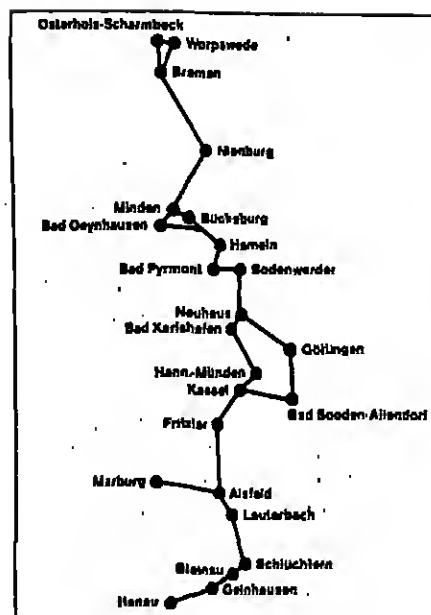 Osterholz-Scharmbeck
Worpswede
Bremen
Nienburg
Minden
Bückeburg
Bad Oeynhausen
Hameln
Bad Pyrmont
Bodenwerder
Neuhaus
Bad Karlshafen
Göttingen
Hann.-Münden
Kassel
Bad Sooden-Allendorf
Fritzlar
Marburg
Alsfeld
Lauterbach
Schlüchtern
Steinau
Gelnhausen
Hanau